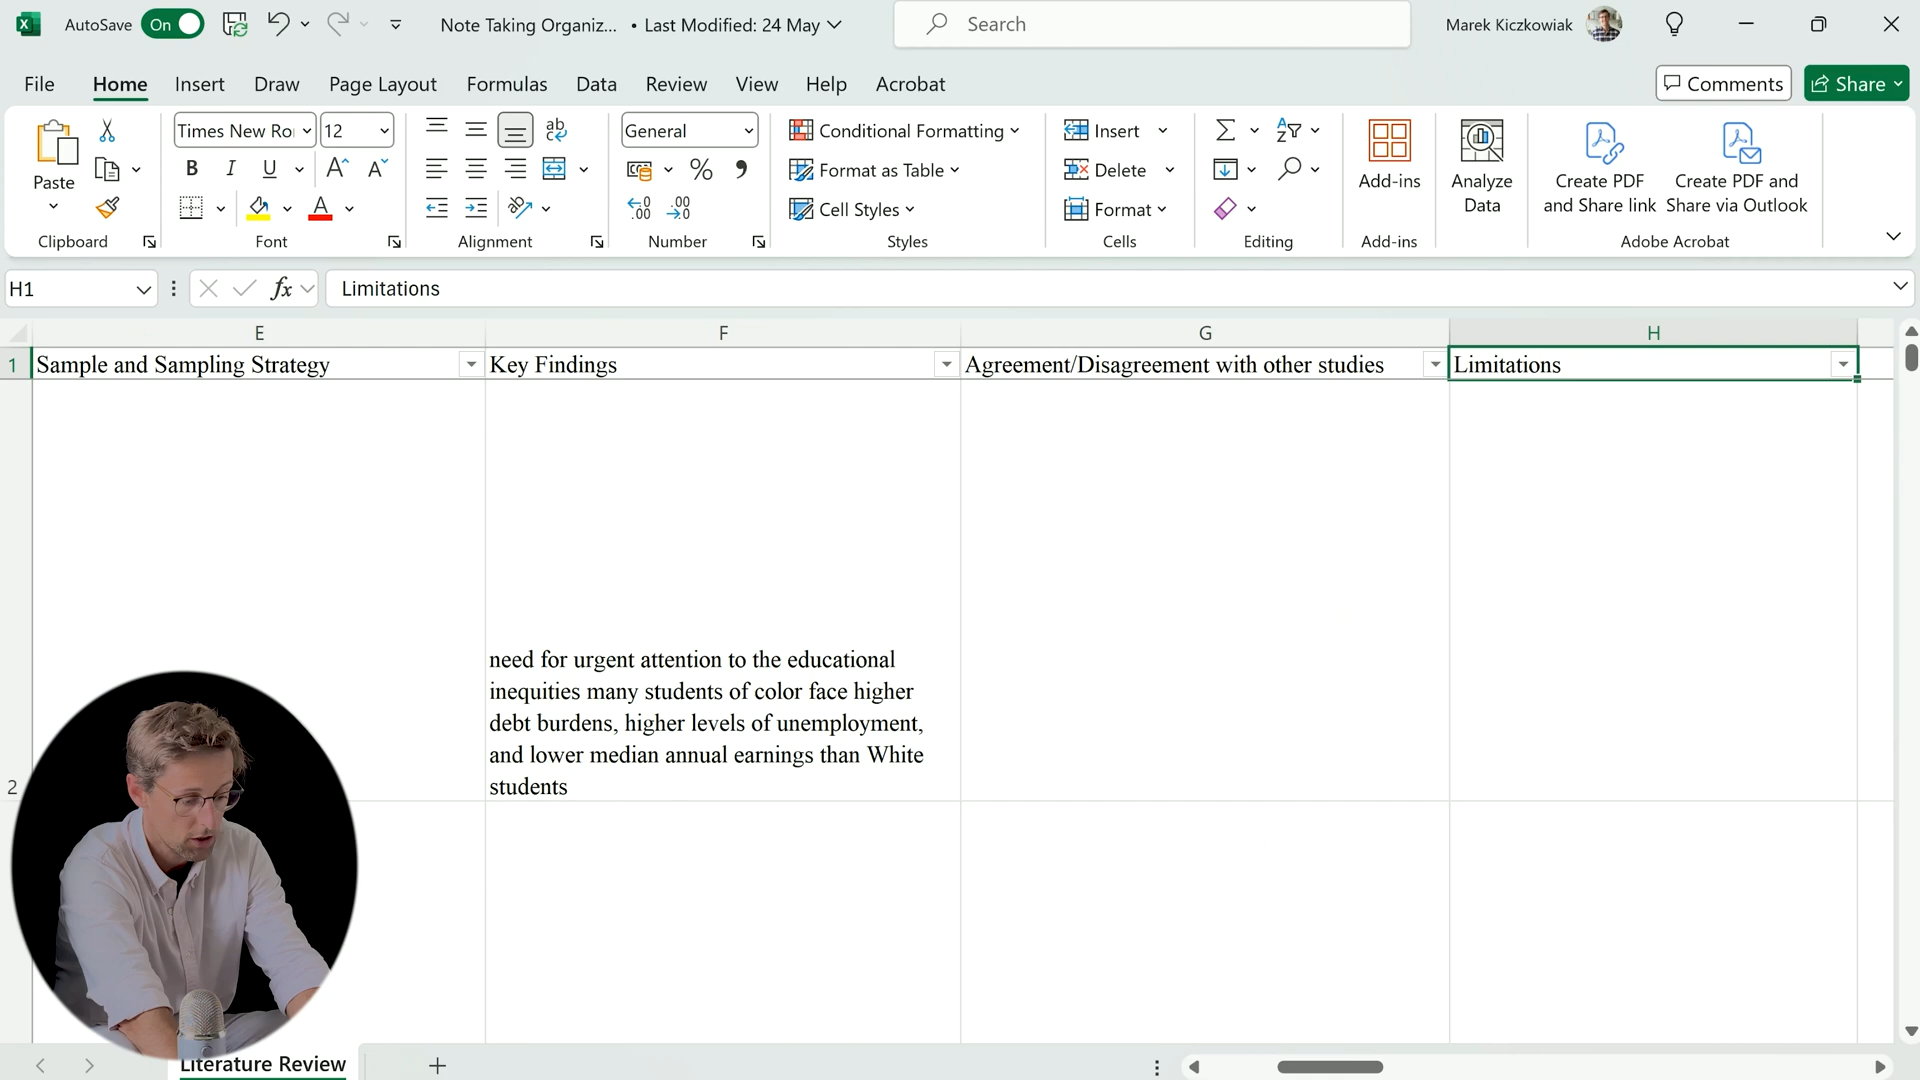 AutoSave On Note Taking Organiz... • Last Modified: 24 May Search Marek Kiczkowiak
File Home Insert Draw Page Layout Formulas Data Review View Help Acrobat Comments Share
Paste
Clipboard
Times New Ro 12
B I U A A
A
Font
ab
Alignment
General
% 9
.00 .00
Number
Conditional Formatting
Format as Table
Cell Styles
Styles
Insert
Delete
Format
Cells
Editing
Add-ins
Add-ins
Analyze
Data
Create PDF
and Share link
Create PDF and
Share via Outlook
Adobe Acrobat
H1 fx Limitations
E F G H
1 Sample and Sampling Strategy Key Findings Agreement/Disagreement with other studies Limitations
need for urgent attention to the educational
inequities many students of color face higher
debt burdens, higher levels of unemployment,
and lower median annual earnings than White
2 students
Literature Review